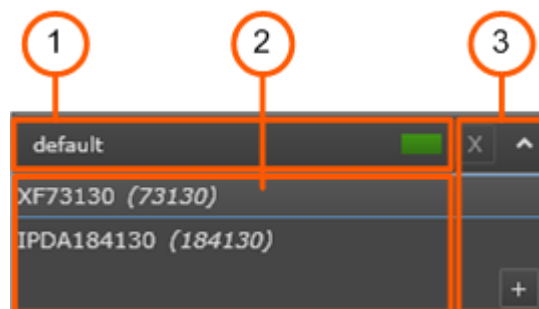 1 2 3
default X ^
XF73130 (73130)
IPDA184130 (184130)
+